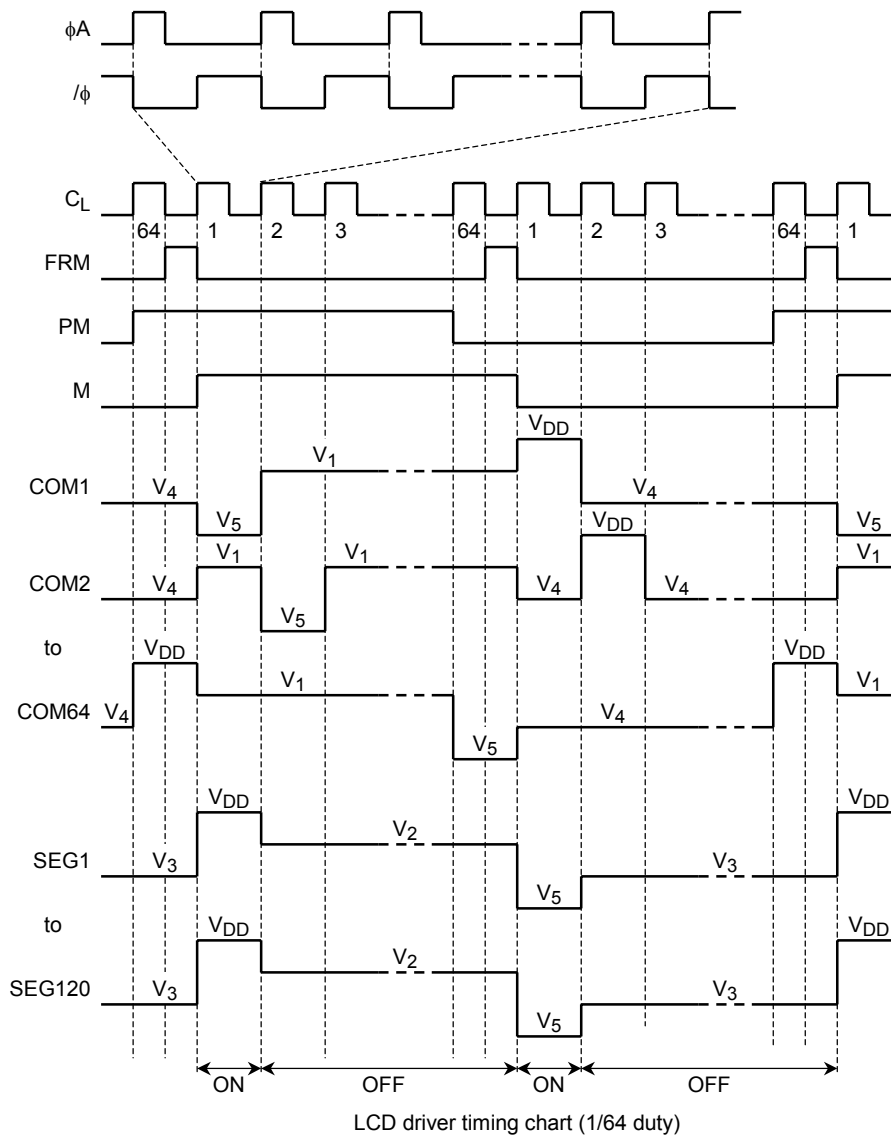 ϕA
/ϕ
CL
64 1 2 3 64 1 2 3 64 1
FRM
PM
M
VDD
V1
COM1 V4 V4
V5 VDD V5
V1 V1 V1
COM2 V4 V4 V4
V5
to VDD VDD
V1 V1
COM64 V4 V4
V5
VDD VDD
V2
SEG1 V3 V3
V5
to VDD VDD
V2
SEG120 V3 V3
V5
ON OFF ON OFF
LCD driver timing chart (1/64 duty)